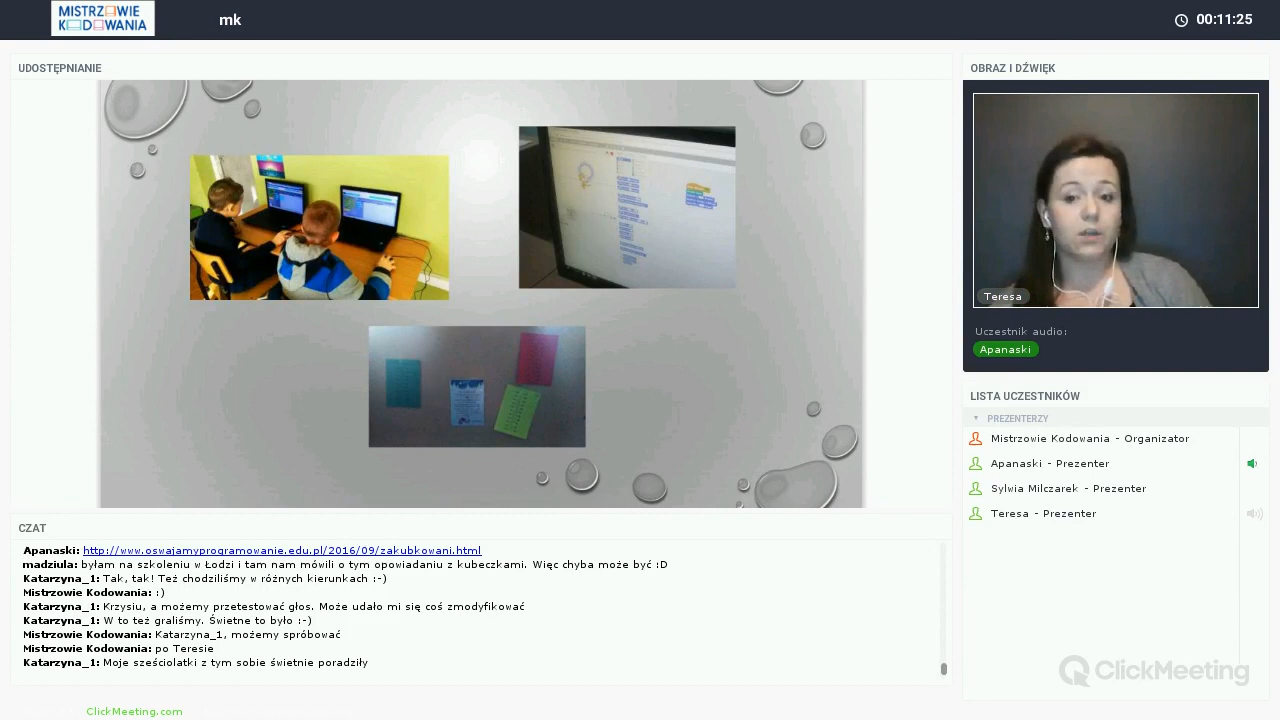 MISTRZOWIE
KODOWANIA
mk
00:11:25
UDOSTĘPNIANIE
OBRAZ I DŹWIĘK
Teresa
Uczestnik audio:
Apanaski
LISTA UCZESTNIKÓW
PREZENTERZY
Mistrzowie Kodowania - Organizator
Apanaski - Prezenter
Sylwia Milczarek - Prezenter
Teresa - Prezenter
CZAT
Apanaski: http://www.oswajamyprogramowanie.edu.pl/2016/09/zakubkowani.html
madziula: byłam na szkoleniu w Łodzi i tam nam mówili o tym opowiadaniu z kubeczkami. Więc chyba może być :D
Katarzyna_1: Tak, tak! Też chodziliśmy w różnych kierunkach :-)
Mistrzowie Kodowania: :)
Katarzyna_1: Krzysiu, a możemy przetestować głos. Może udało mi się coś zmodyfikować
Katarzyna_1: W to też graliśmy. Świetne to było :-)
Mistrzowie Kodowania: Katarzyna_1, możemy spróbować
Mistrzowie Kodowania: po Teresie
Katarzyna_1: Moje sześciolatki z tym sobie świetnie poradziły
ClickMeeting
ClickMeeting.com